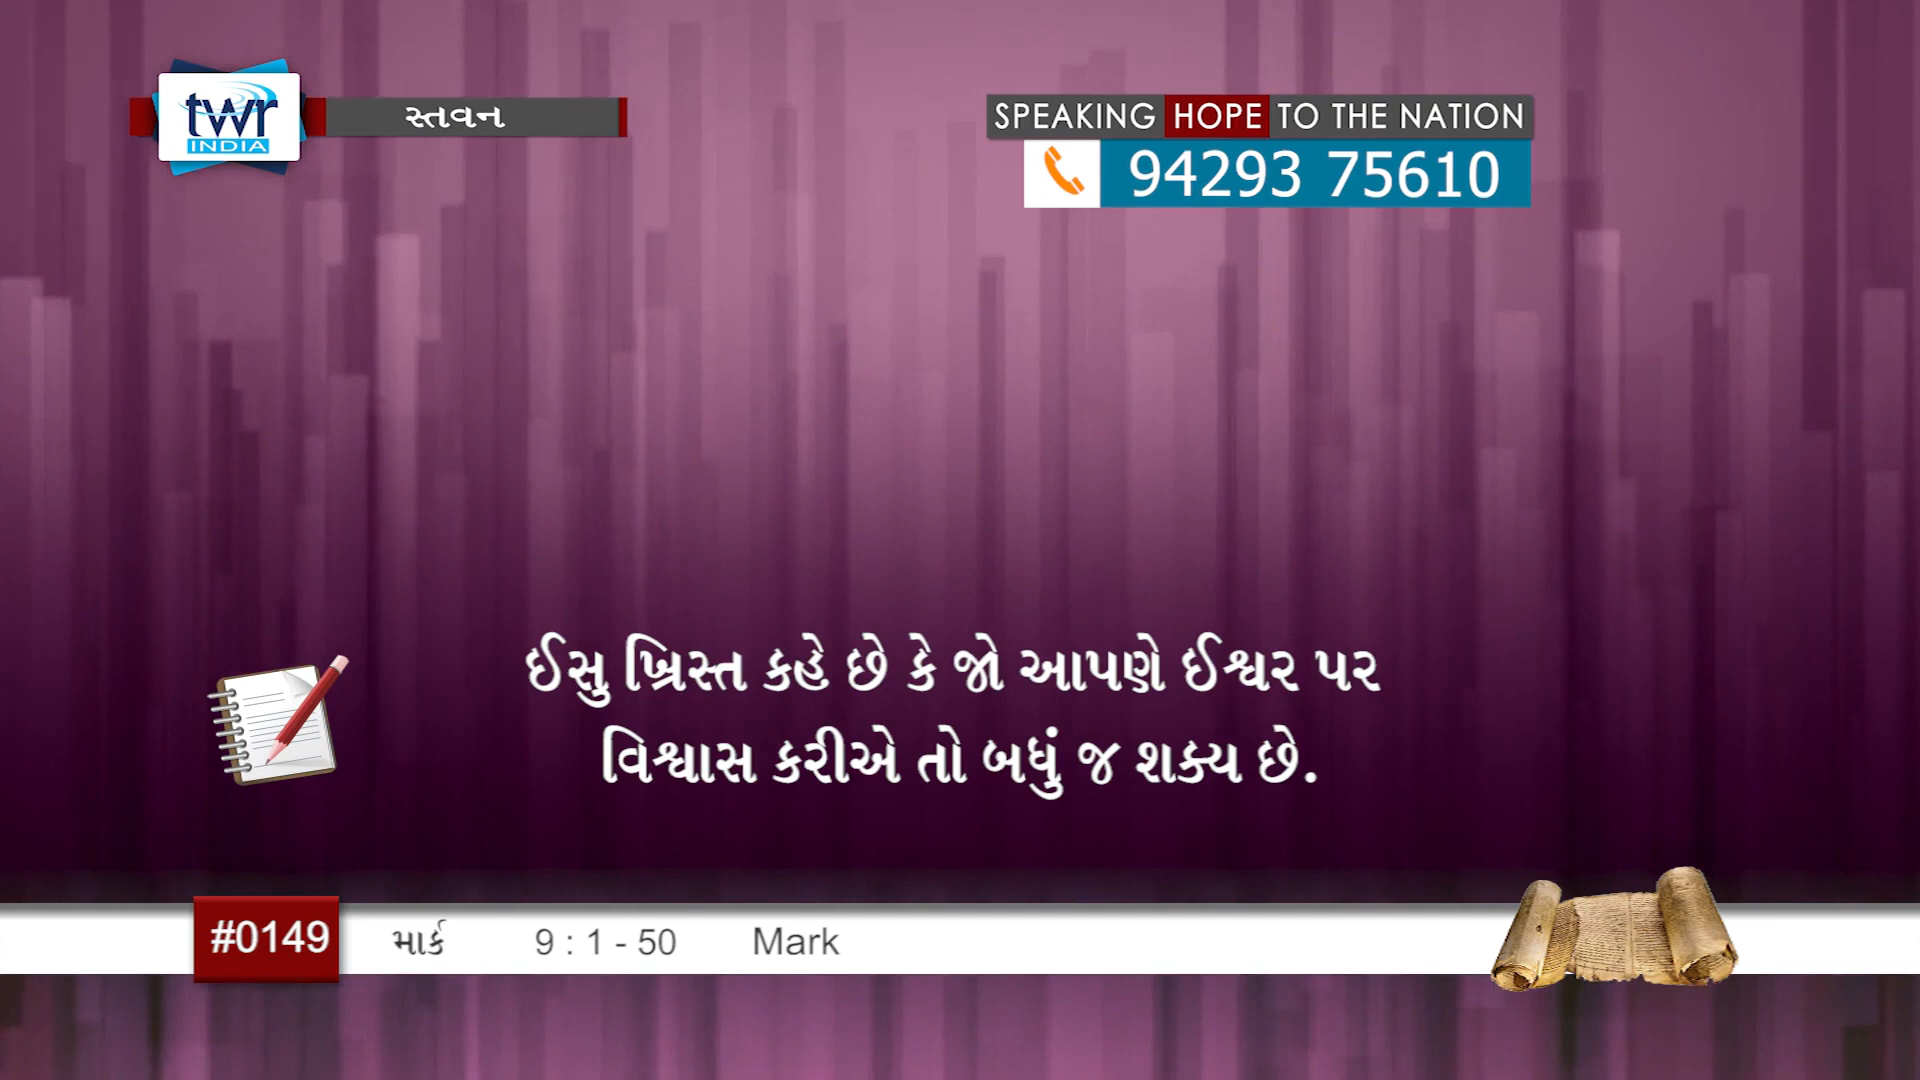 twr
INDIA
સ્તવન
SPEAKING HOPE TO THE NATION
94293 75610
ઈસુ ખ્રિસ્ત કહે છે કે જો આપણે ઈશ્વર પર
વિશ્વાસ કરીએ તો બધું જ શક્ય છે.
#0149 માર્ક 9 : 1 - 50 Mark